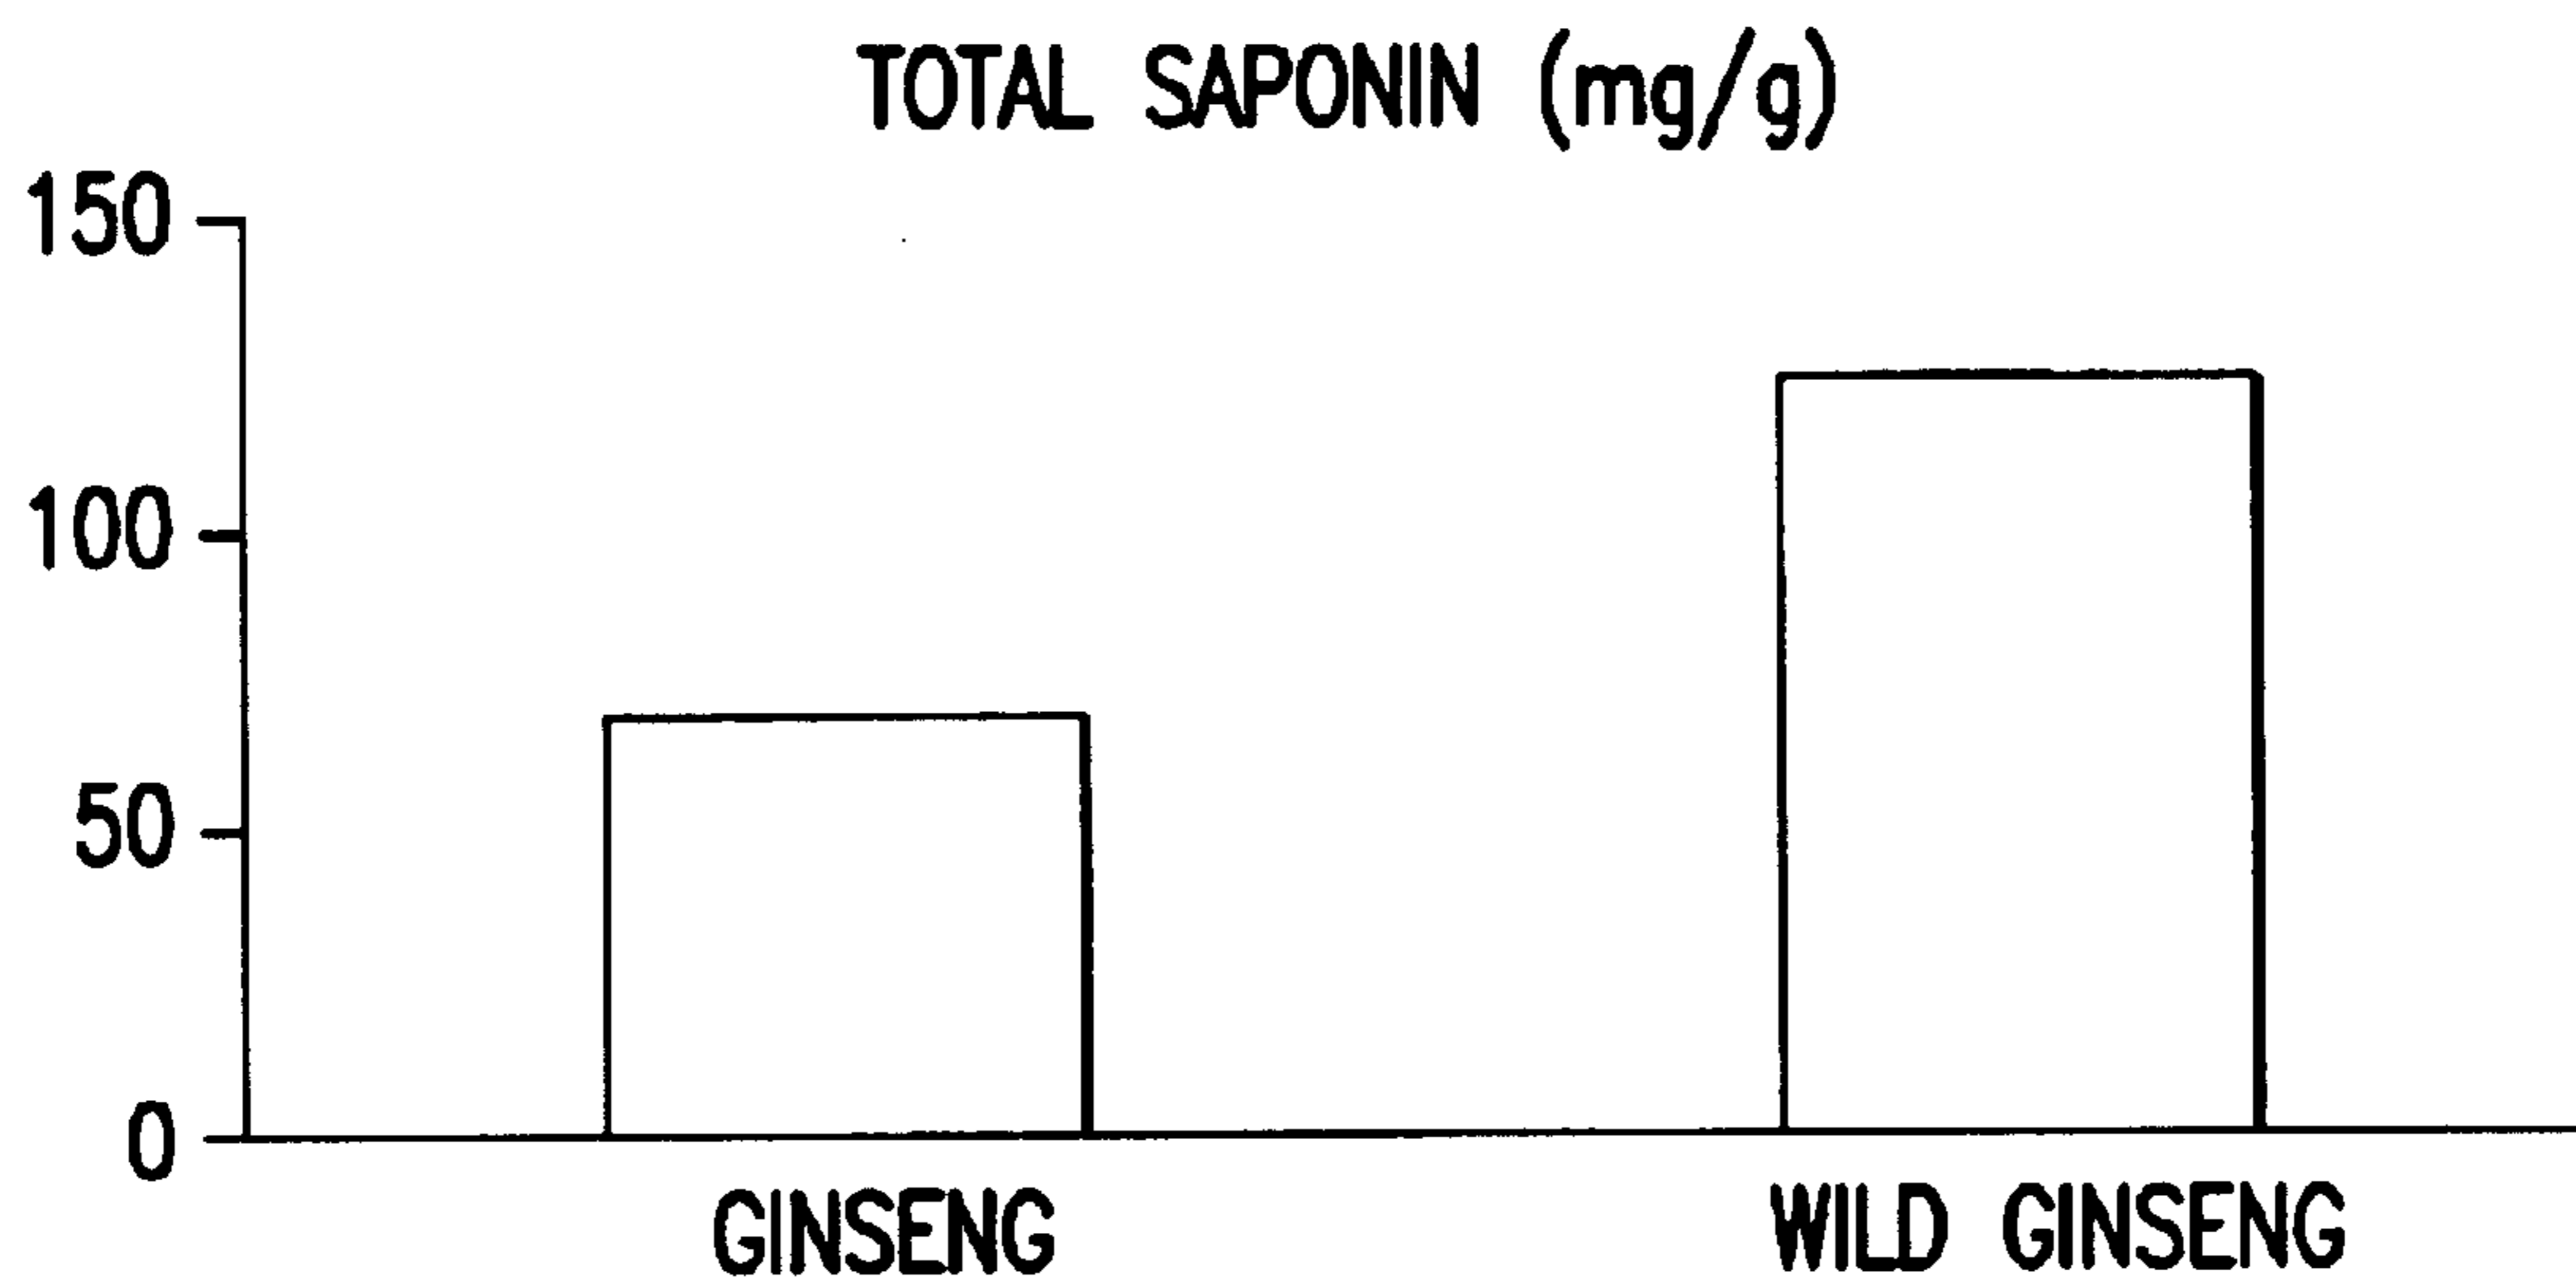 TOTAL SAPONIN (mg/g)
150
100
50
0
GINSENG WILD GINSENG